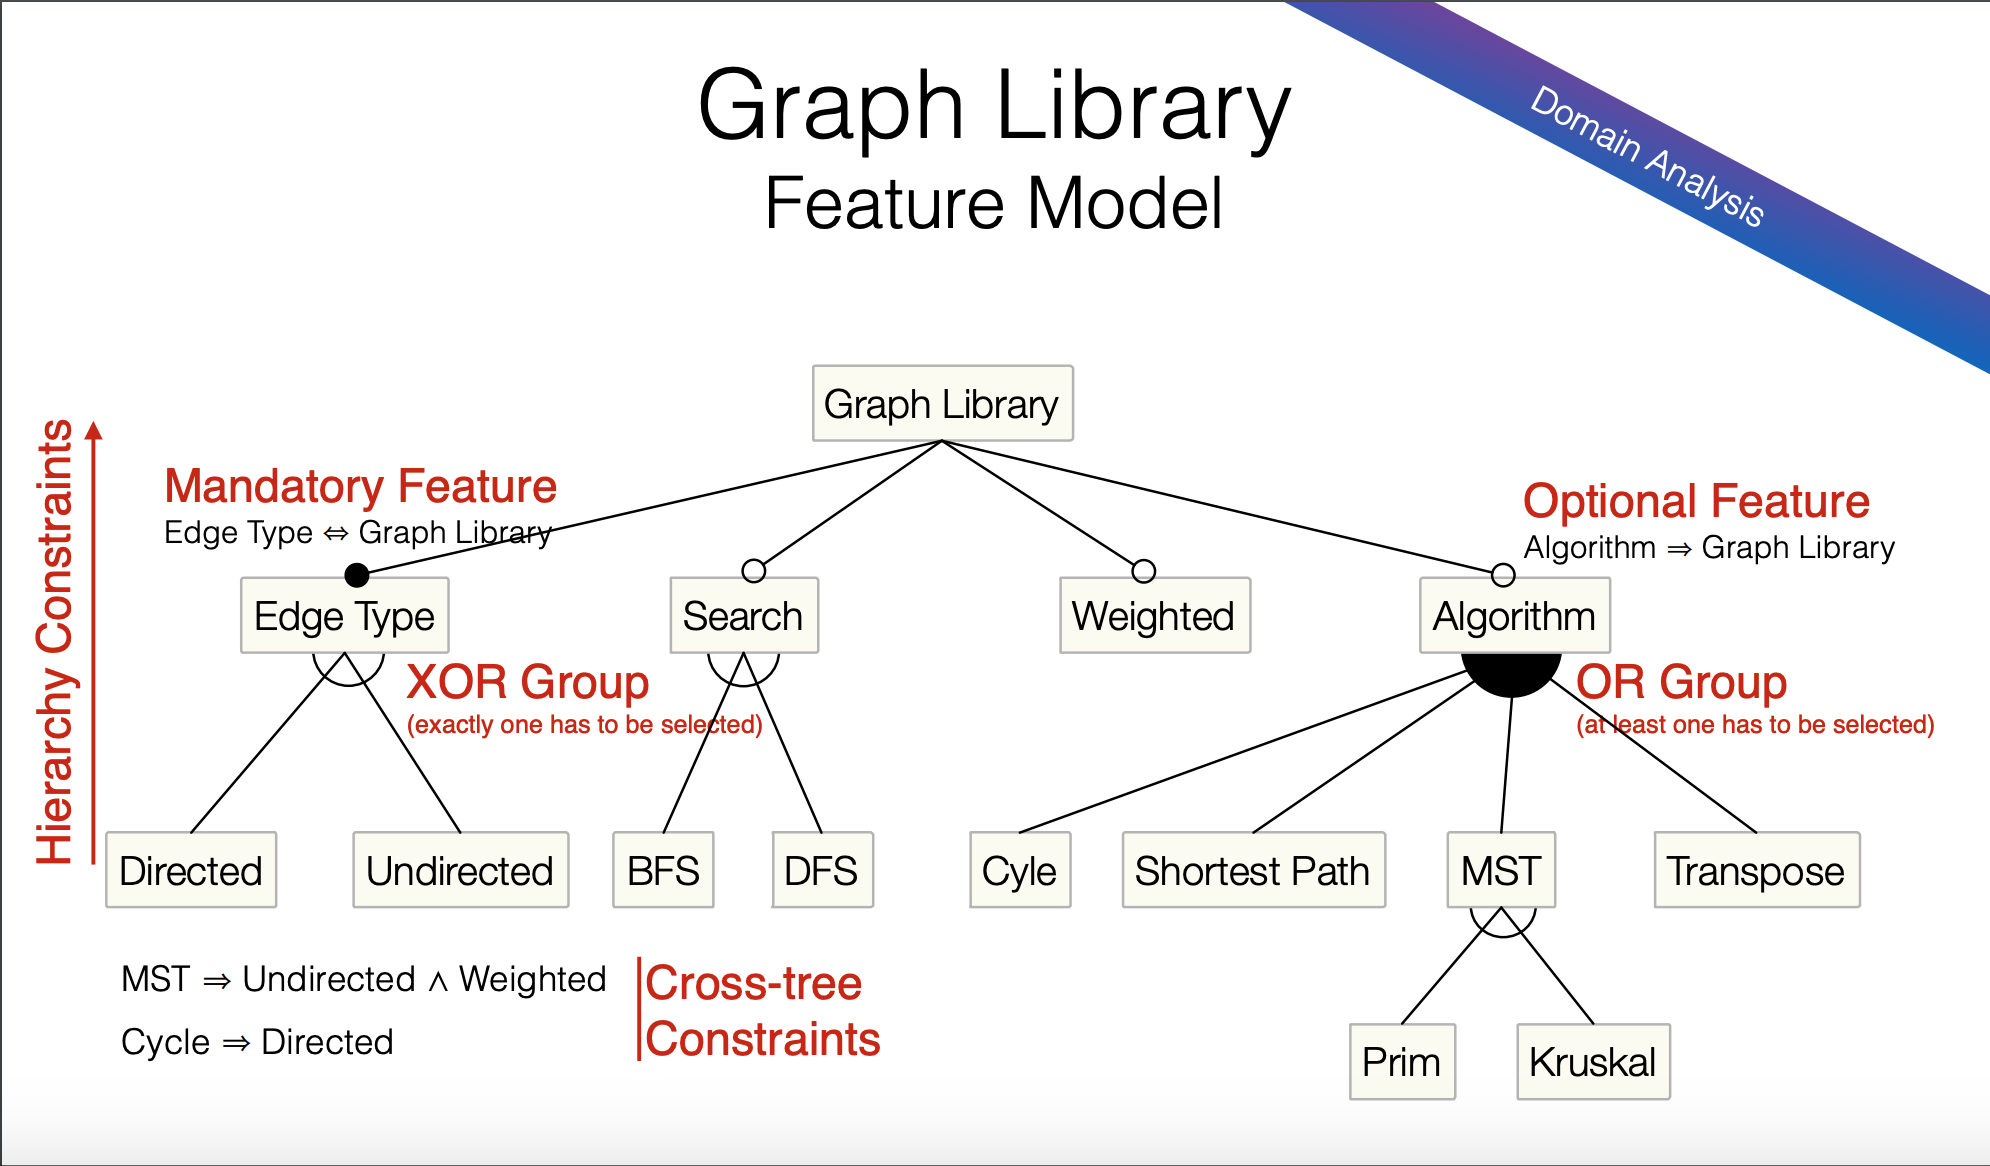 Graph Library
Feature Model
Domain Analysis
Graph Library
Hierarchy Constraints
Mandatory Feature
Edge Type ⇔ Graph Library
Optional Feature
Algorithm ⇒ Graph Library
Edge Type
Search
Weighted
Algorithm
XOR Group
(exactly one has to be selected)
OR Group
(at least one has to be selected)
Directed
Undirected
BFS
DFS
Cyle
Shortest Path
MST
Transpose
MST ⇒ Undirected ∧ Weighted
Cycle ⇒ Directed
Cross-tree
Constraints
Prim
Kruskal